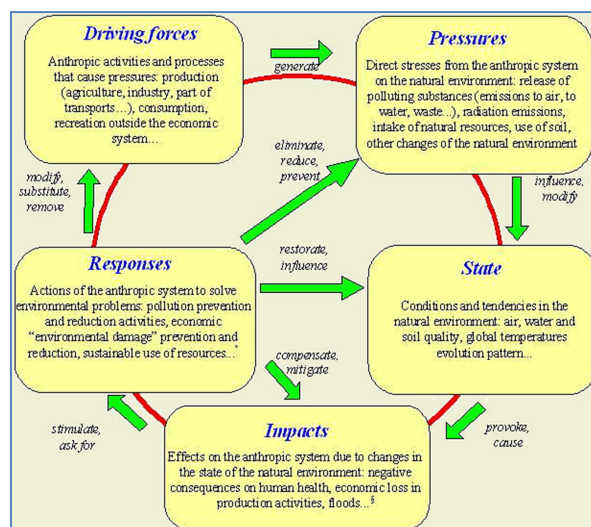 Driving forces
Anthropic activities and processes
that cause pressures: production
(agriculture, industry, part of
transports…), consumption,
recreation outside the economic
system…
generate
Pressures
Direct stresses from the anthropic system
on the natural environment: release of
polluting substances (emissions to air, to
water, waste...), radiation emissions,
intake of natural resources, use of soil,
other changes of the natural environment
modify,
substitute,
remove
eliminate,
reduce,
prevent
influence,
modify
Responses
Actions of the anthropic system to solve
environmental problems: pollution prevention
and reduction activities, economic
“environmental damage” prevention and
reduction, sustainable use of resources...*
restorate,
influence
State
Conditions and tendencies in the
natural environment: air, water and
soil quality, global temperatures
evolution pattern...
compensate,
mitigate
stimulate,
ask for
provoke,
cause
Impacts
Effects on the anthropic system due to changes in
the state of the natural environment: negative
consequences on human health, economic loss in
production activities, floods...§